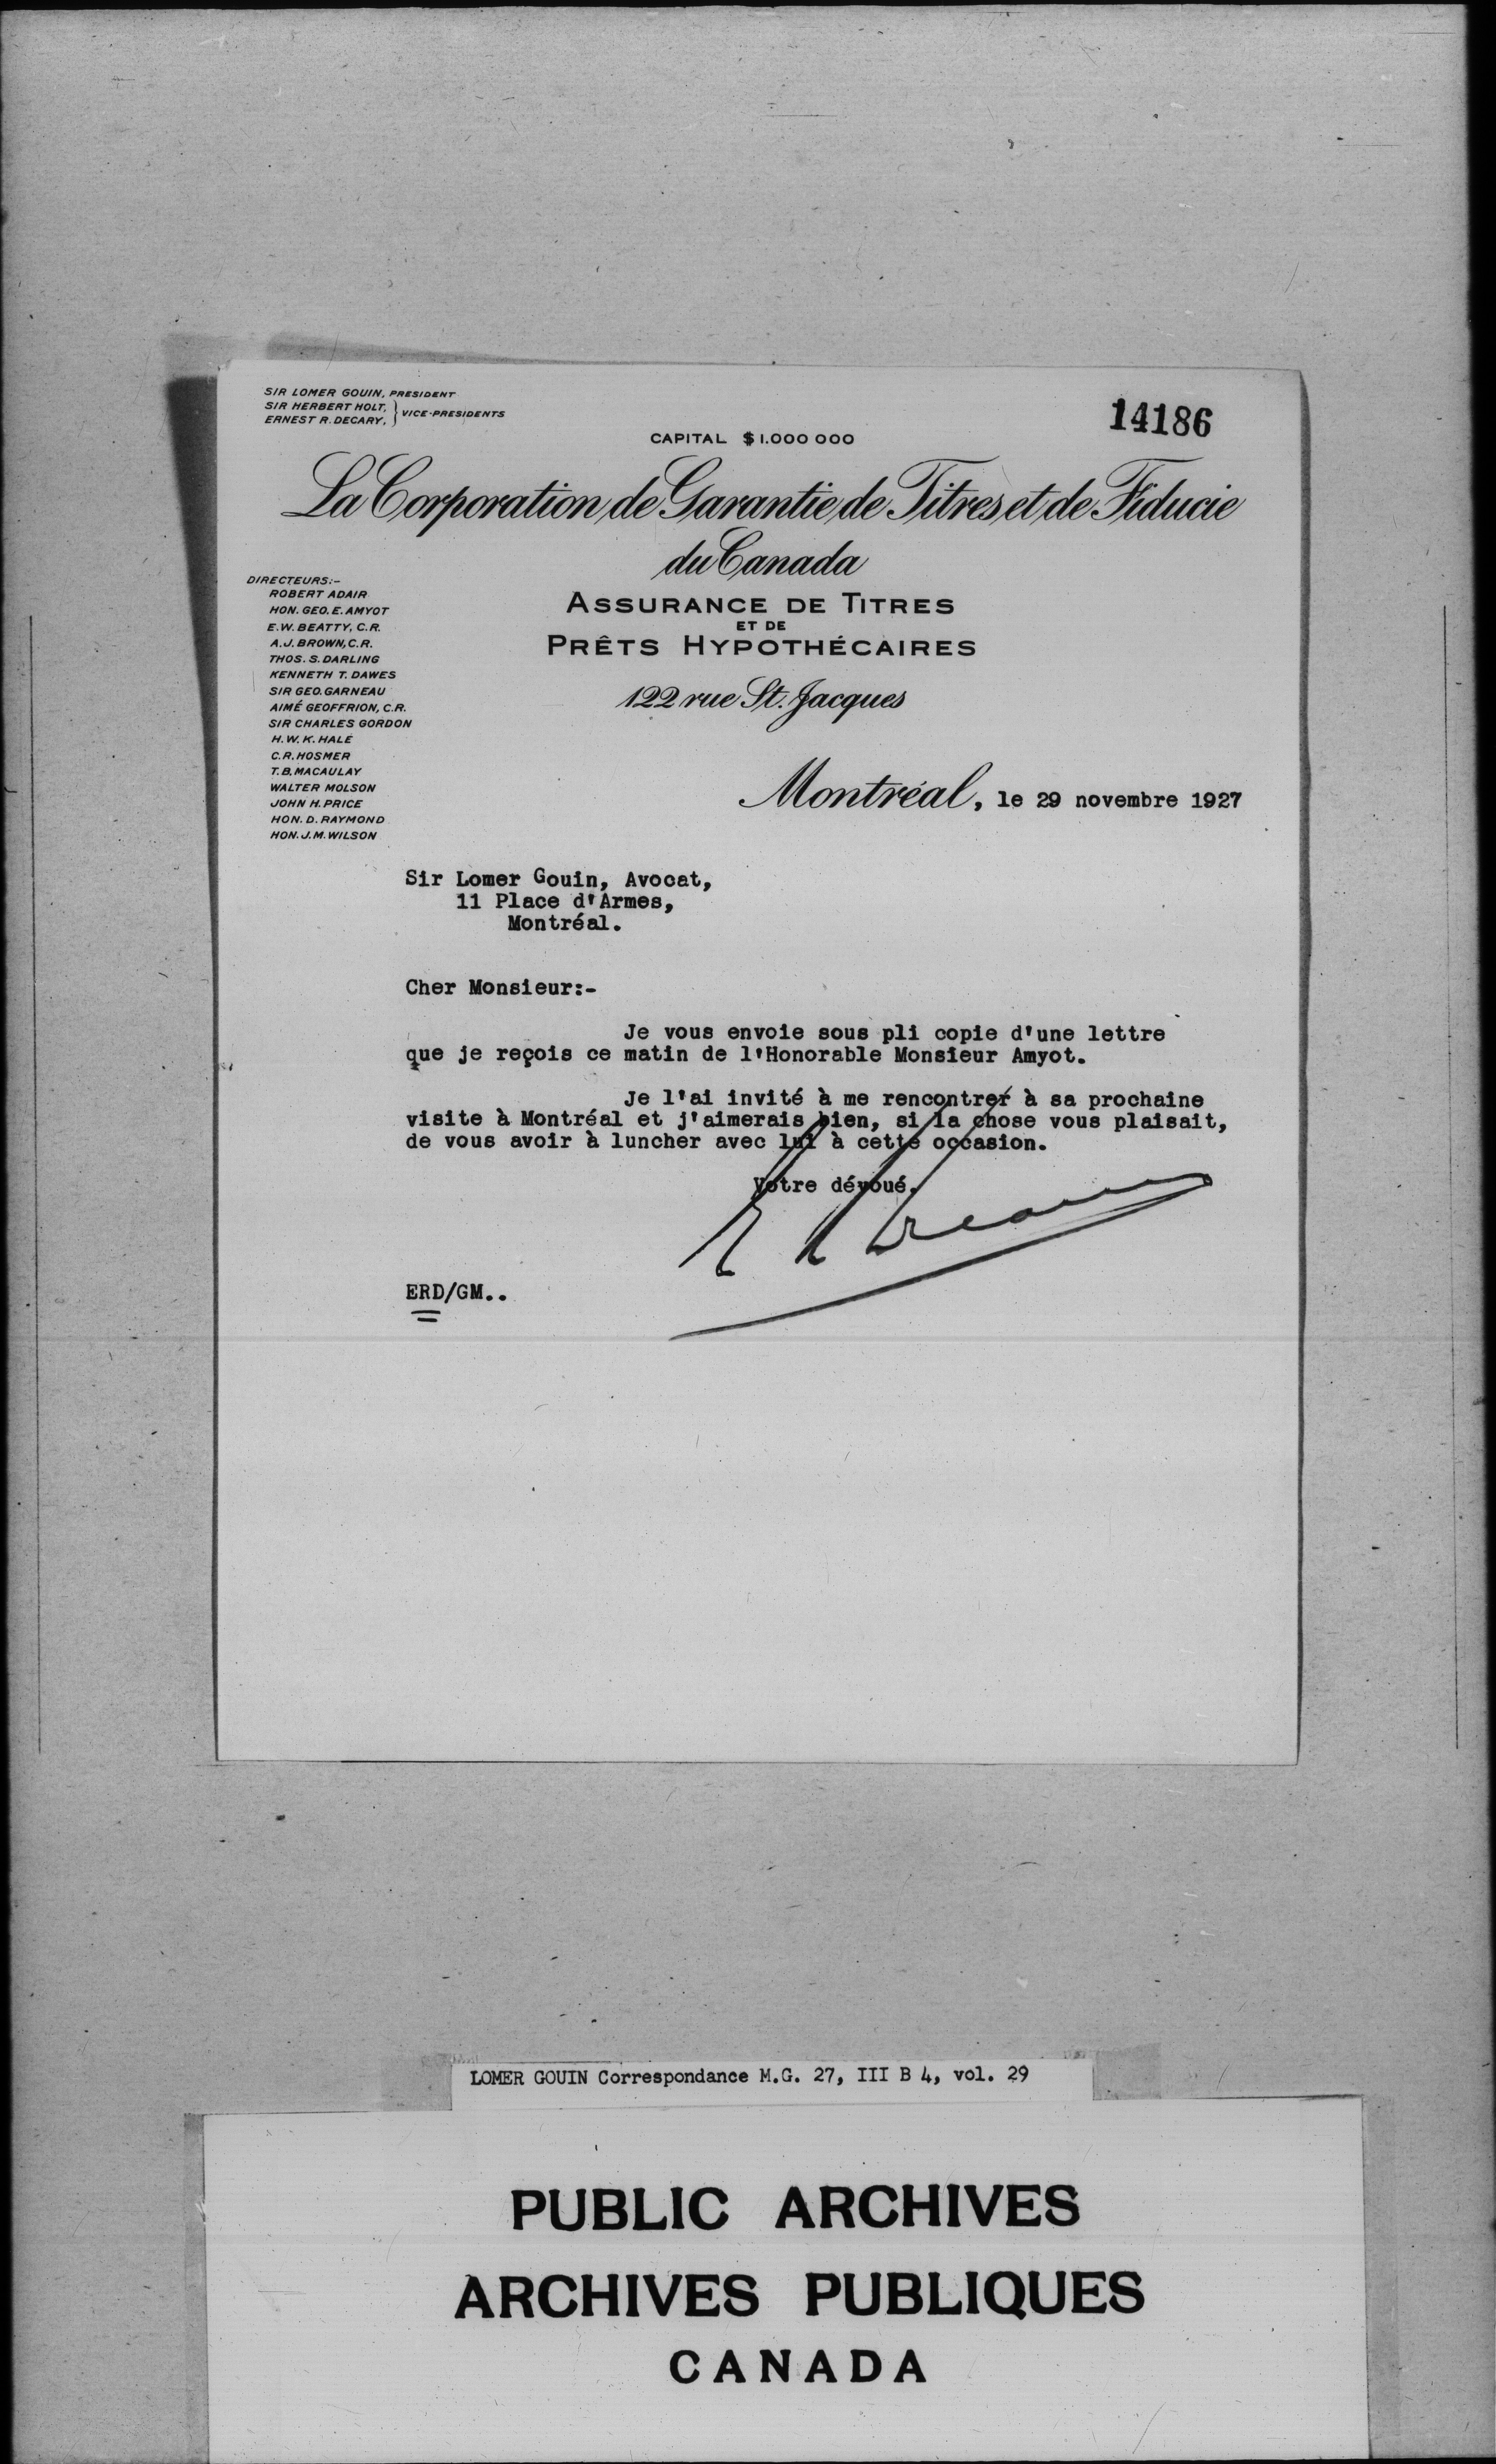 SIR LOMER GOUIN, PRESIDENT
SIR HERBERT HOLT, } VICE-PRESIDENTS
ERNEST R. DECARY,
14186
CAPITAL $1.000 000
La Corporation de Garantie de Titres et de Fiducie
du Canada
ASSURANCE DE TITRES
ET DE
PRÊTS HYPOTHÉCAIRES
122 rue St. Jacques
DIRECTEURS:-
ROBERT ADAIR
HON. GEO. E. AMYOT
E. W. BEATTY, C.R.
A. J. BROWN, C.R.
THOS. S. DARLING
KENNETH T. DAWES
SIR GEO. GARNEAU
AIMÉ GEOFFRION, C.R.
SIR CHARLES GORDON
H. W. K. HALE
C. R. HOSMER
T. B. MACAULAY
WALTER MOLSON
JOHN H. PRICE
HON. D. RAYMOND
HON. J. M. WILSON
Montréal, le 29 novembre 1927
Sir Lomer Gouin, Avocat,
11 Place d'Armes,
Montréal.
Cher Monsieur:-
Je vous envoie sous pli copie d'une lettre
que je reçois ce matin de l'Honorable Monsieur Amyot.
Je l'ai invité à me rencontrer à sa prochaine
visite à Montréal et j'aimerais bien, si la chose vous plaisait,
de vous avoir à luncher avec lui à cette occasion.
Votre dévoué,
E R Decary
ERD/GM..
LOMER GOUIN Correspondance M.G. 27, III B 4, vol. 29
PUBLIC ARCHIVES
ARCHIVES PUBLIQUES
CANADA